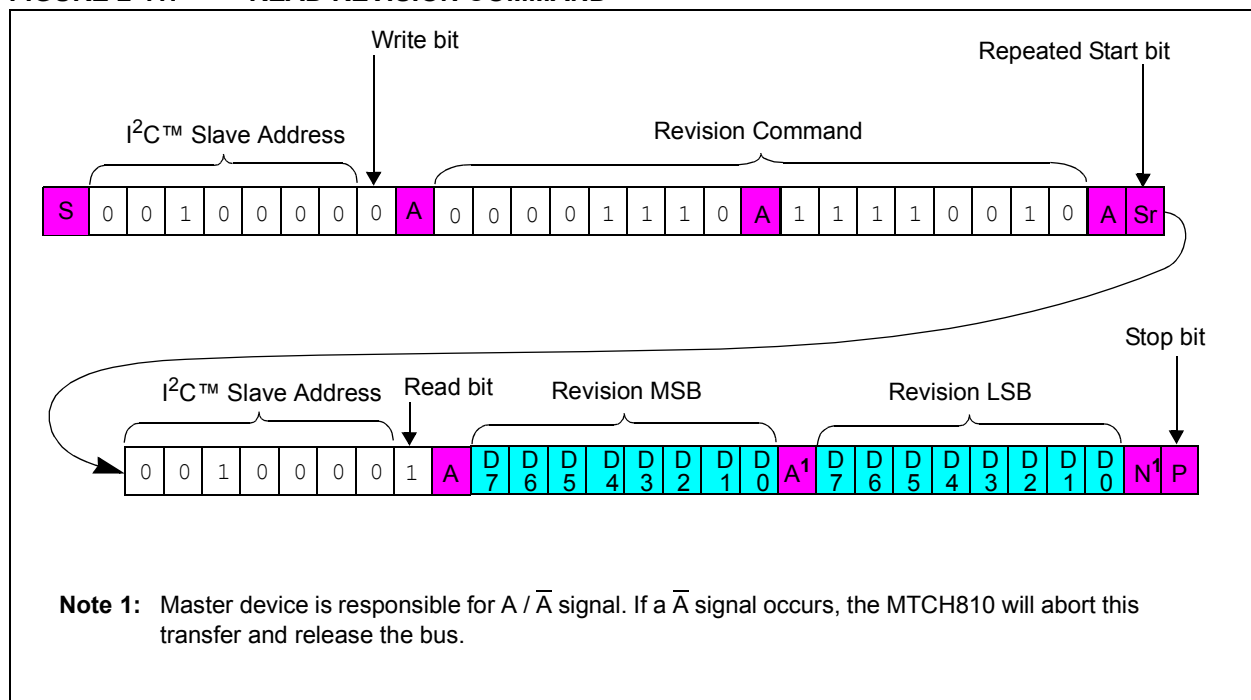 FIGURE READ REVISION COMMAND
Write bit
Repeated Start bit
I²C™ Slave Address
Revision Command
S 0 0 1 0 0 0 0 0 A 0 0 0 0 1 1 1 0 A 1 1 1 1 0 0 1 0 A Sr
Stop bit
I²C™ Slave Address Read bit Revision MSB Revision LSB
0 0 1 0 0 0 0 1 A D7 D6 D5 D4 D3 D2 D1 D0 A¹ D7 D6 D5 D4 D3 D2 D1 D0 N¹ P
Note 1: Master device is responsible for A / A̅ signal. If a A̅ signal occurs, the MTCH810 will abort this
transfer and release the bus.